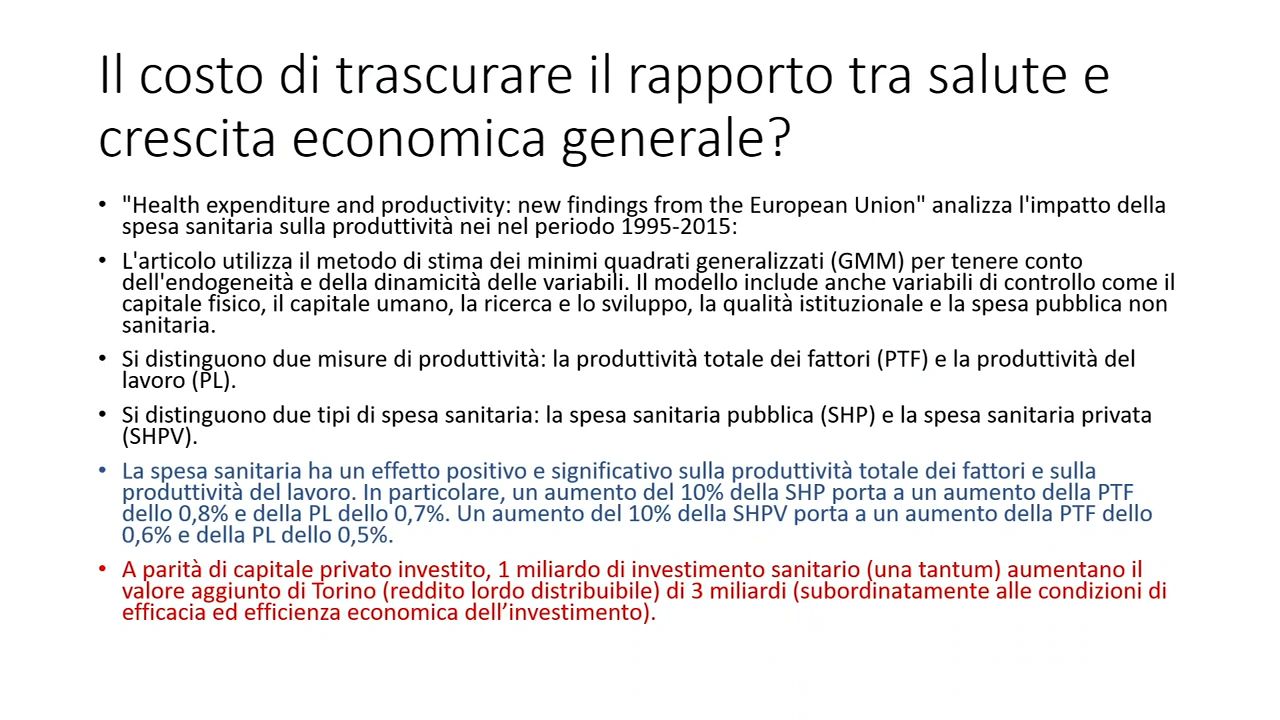 Il costo di trascurare il rapporto tra salute e
crescita economica generale?
• "Health expenditure and productivity: new findings from the European Union" analizza l'impatto della
spesa sanitaria sulla produttività nei nel periodo 1995-2015:
• L'articolo utilizza il metodo di stima dei minimi quadrati generalizzati (GMM) per tenere conto
dell'endogeneità e della dinamicità delle variabili. Il modello include anche variabili di controllo come il
capitale fisico, il capitale umano, la ricerca e lo sviluppo, la qualità istituzionale e la spesa pubblica non
sanitaria.
• Si distinguono due misure di produttività: la produttività totale dei fattori (PTF) e la produttività del
lavoro (PL).
• Si distinguono due tipi di spesa sanitaria: la spesa sanitaria pubblica (SHP) e la spesa sanitaria privata
(SHPV).
• La spesa sanitaria ha un effetto positivo e significativo sulla produttività totale dei fattori e sulla
produttività del lavoro. In particolare, un aumento del 10% della SHP porta a un aumento della PTF
dello 0,8% e della PL dello 0,7%. Un aumento del 10% della SHPV porta a un aumento della PTF dello
0,6% e della PL dello 0,5%.
• A parità di capitale privato investito, 1 miliardo di investimento sanitario (una tantum) aumentano il
valore aggiunto di Torino (reddito lordo distribuibile) di 3 miliardi (subordinatamente alle condizioni di
efficacia ed efficienza economica dell’investimento).